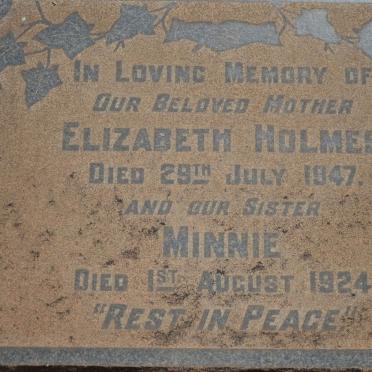 In Loving Memory of
Our Beloved Mother
Elizabeth Holmes
Died 29th July 1947.
and our Sister
Minnie
Died 1st August 1924
"Rest in Peace"